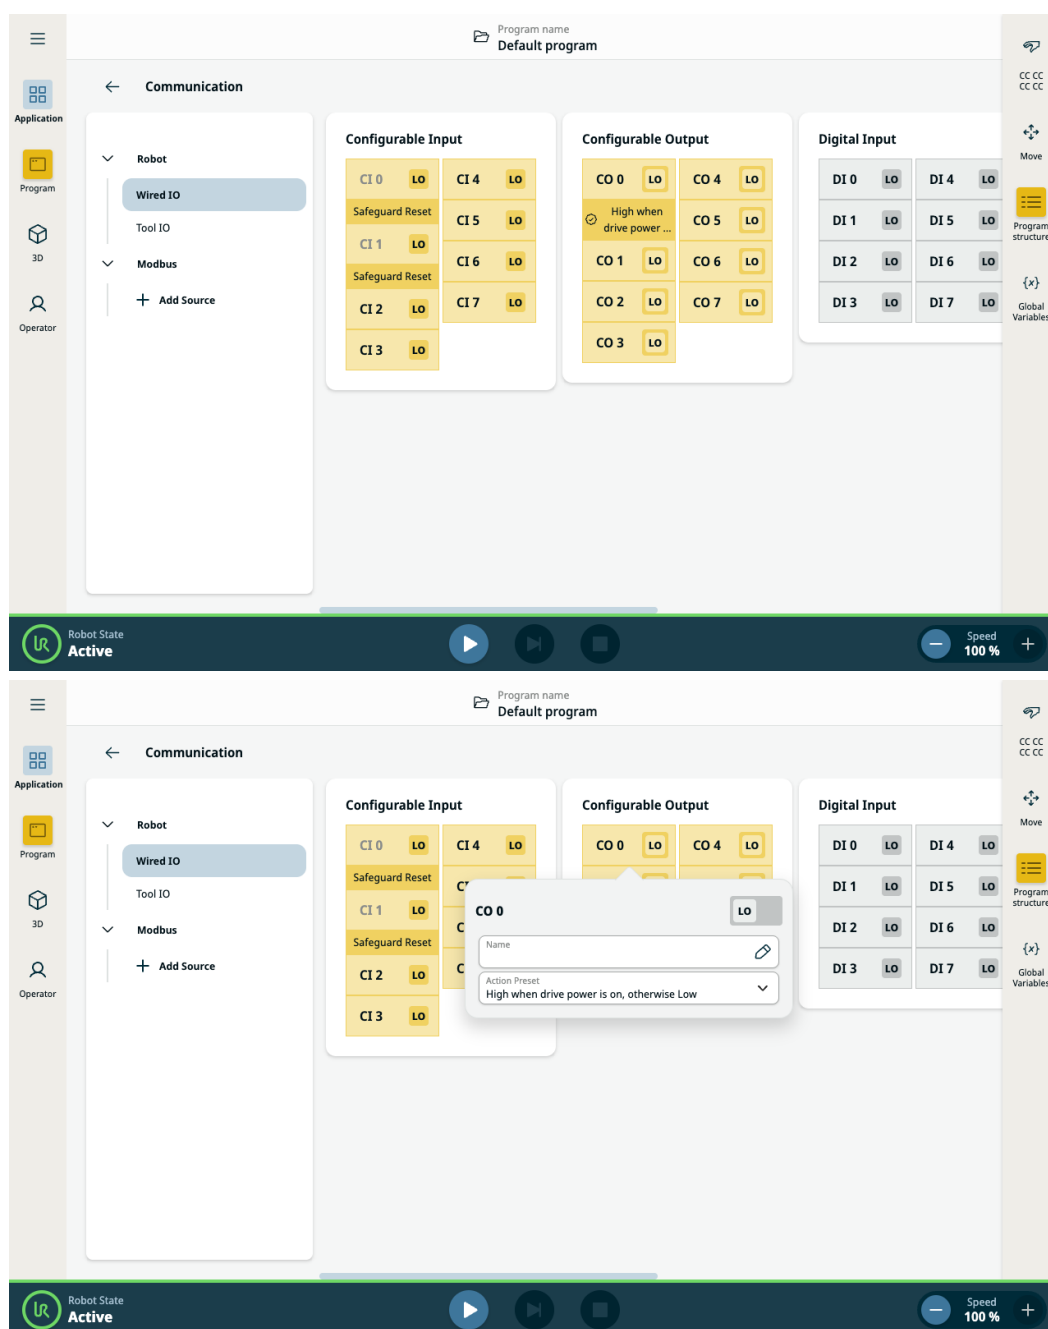 Program name
Default program
Application
Program
3D
Operator
Communication
Robot
Wired IO
Tool IO
Modbus
Add Source
Configurable Input
CI 0 LO CI 4 LO
Safeguard Reset
CI 5 LO
CI 1 LO
CI 6 LO
Safeguard Reset
CI 2 LO CI 7 LO
CI 3 LO
Configurable Output
CO 0 LO CO 4 LO
High when
drive power ...
CO 5 LO
CO 1 LO CO 6 LO
CO 2 LO CO 7 LO
CO 3 LO
Digital Input
DI 0 LO DI 4 LO
DI 1 LO DI 5 LO
DI 2 LO DI 6 LO
DI 3 LO DI 7 LO
CC CC
CC CC
Move
Program
structure
{x}
Global
Variables
UR
Robot State
Active
Speed
100 %
Program name
Default program
Application
Program
3D
Operator
Communication
Robot
Wired IO
Tool IO
Modbus
Add Source
Configurable Input
CI 0 LO CI 4 LO
Safeguard Reset
CI 1 LO
Safeguard Reset
CI 2 LO
CI 3 LO
Configurable Output
CO 0 LO CO 4 LO
CO 0 LO
Name
Action Preset
High when drive power is on, otherwise Low
Digital Input
DI 0 LO DI 4 LO
DI 1 LO DI 5 LO
DI 2 LO DI 6 LO
DI 3 LO DI 7 LO
CC CC
CC CC
Move
Program
structure
{x}
Global
Variables
UR
Robot State
Active
Speed
100 %